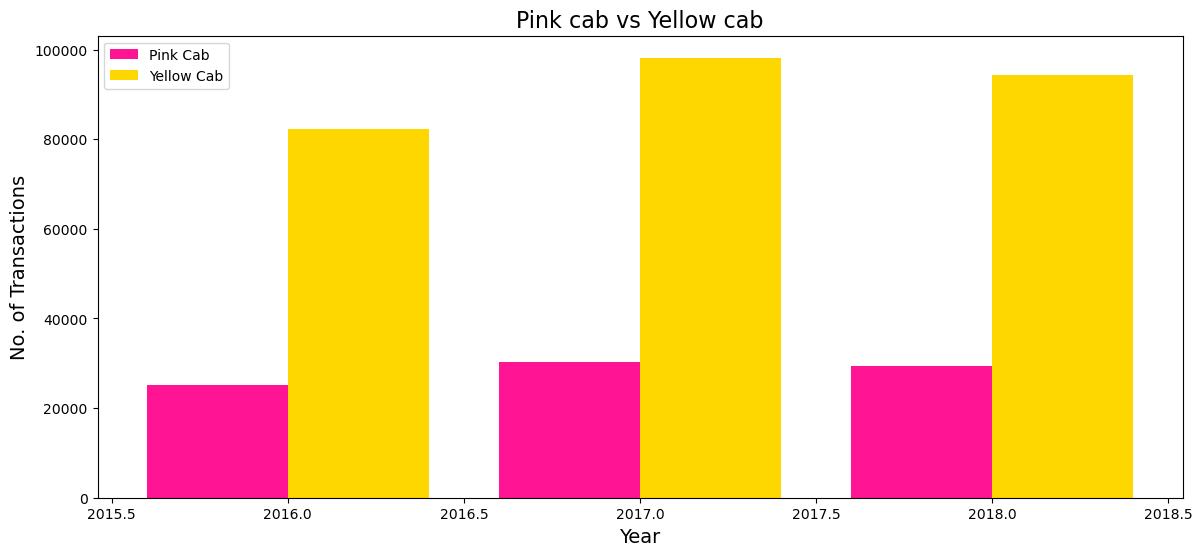 Pink cab vs Yellow cab
Pink Cab
Yellow Cab
No. of Transactions
100000
80000
60000
40000
20000
0
2015.5 2016.0 2016.5 2017.0 2017.5 2018.0 2018.5
Year